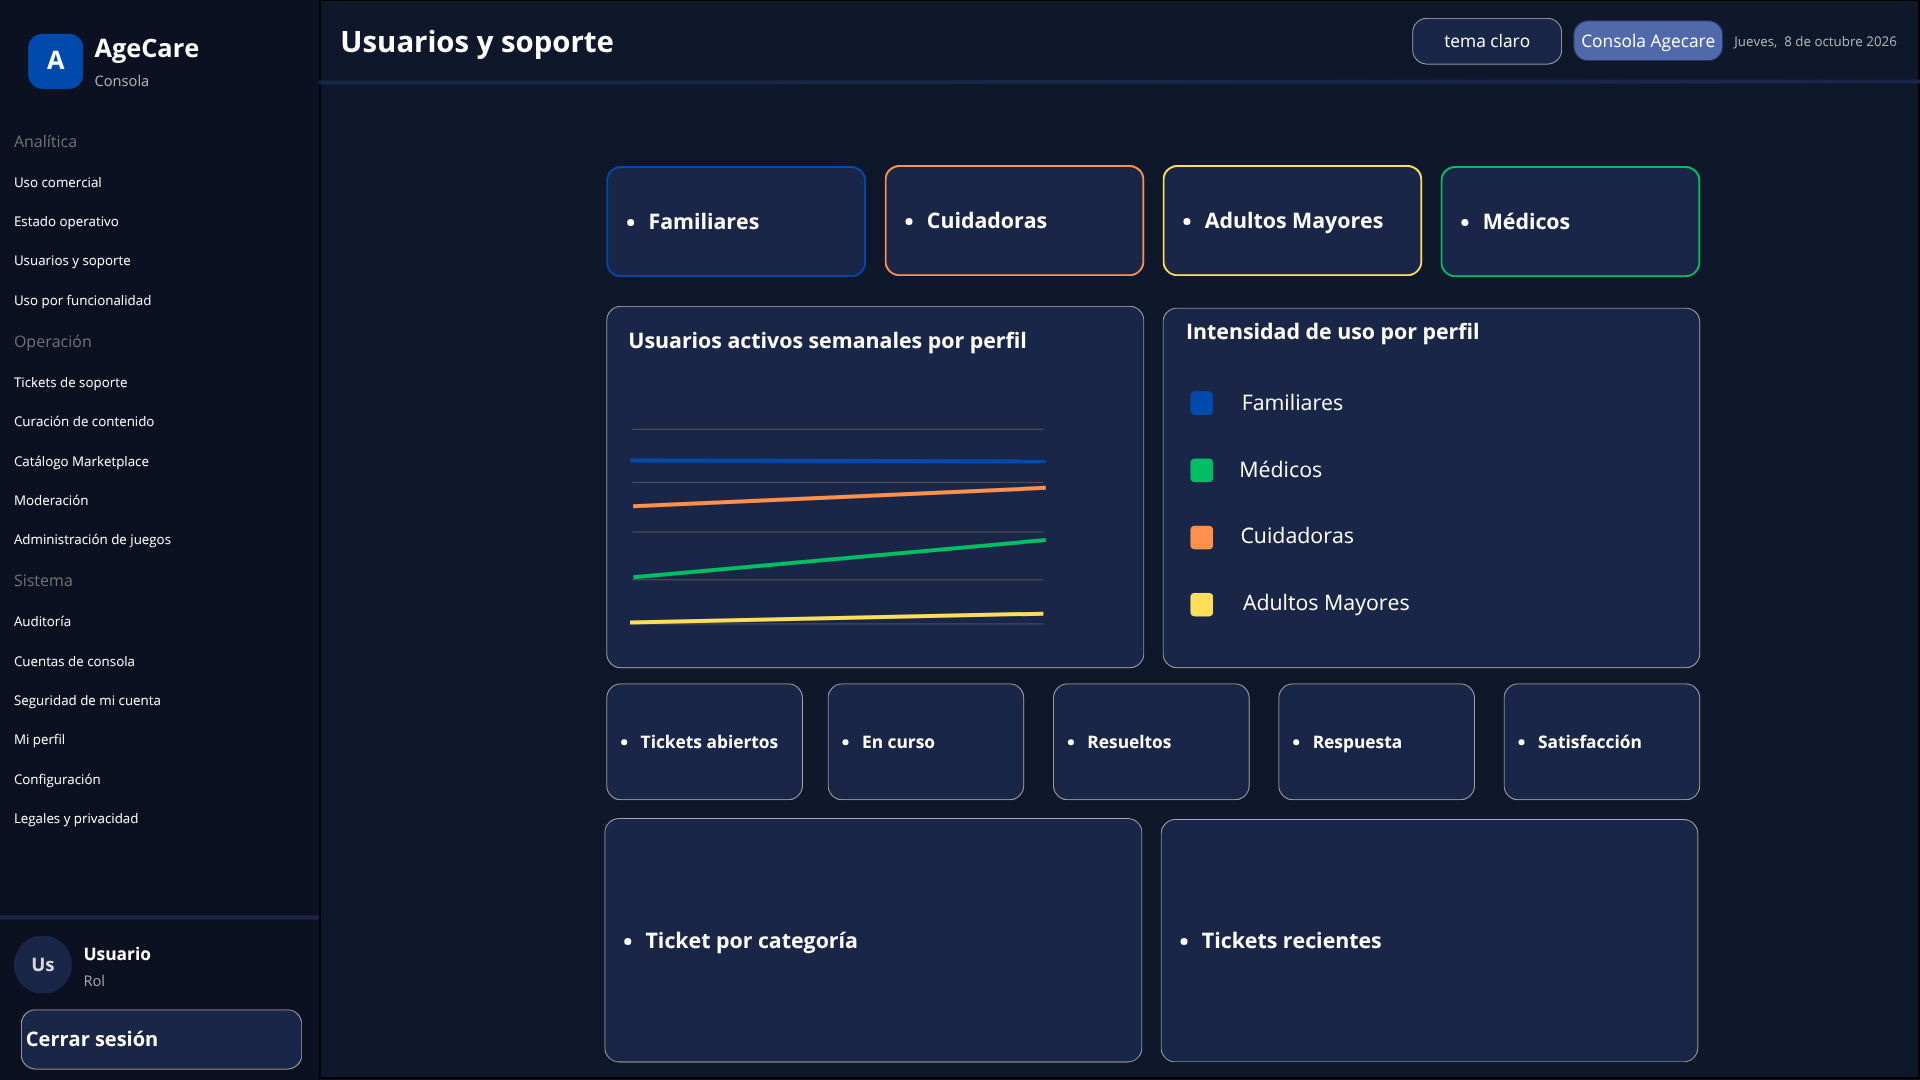 A
AgeCare
Consola
Analítica
Uso comercial
Estado operativo
Usuarios y soporte
Uso por funcionalidad
Operación
Tickets de soporte
Curación de contenido
Catálogo Marketplace
Moderación
Administración de juegos
Sistema
Auditoría
Cuentas de consola
Seguridad de mi cuenta
Mi perfil
Configuración
Legales y privacidad
Us
Usuario
Rol
Cerrar sesión
Usuarios y soporte
tema claro
Consola Agecare
Jueves, 8 de octubre 2026
• Familiares
• Cuidadoras
• Adultos Mayores
• Médicos
Usuarios activos semanales por perfil
Intensidad de uso por perfil
Familiares
Médicos
Cuidadoras
Adultos Mayores
• Tickets abiertos
• En curso
• Resueltos
• Respuesta
• Satisfacción
• Ticket por categoría
• Tickets recientes